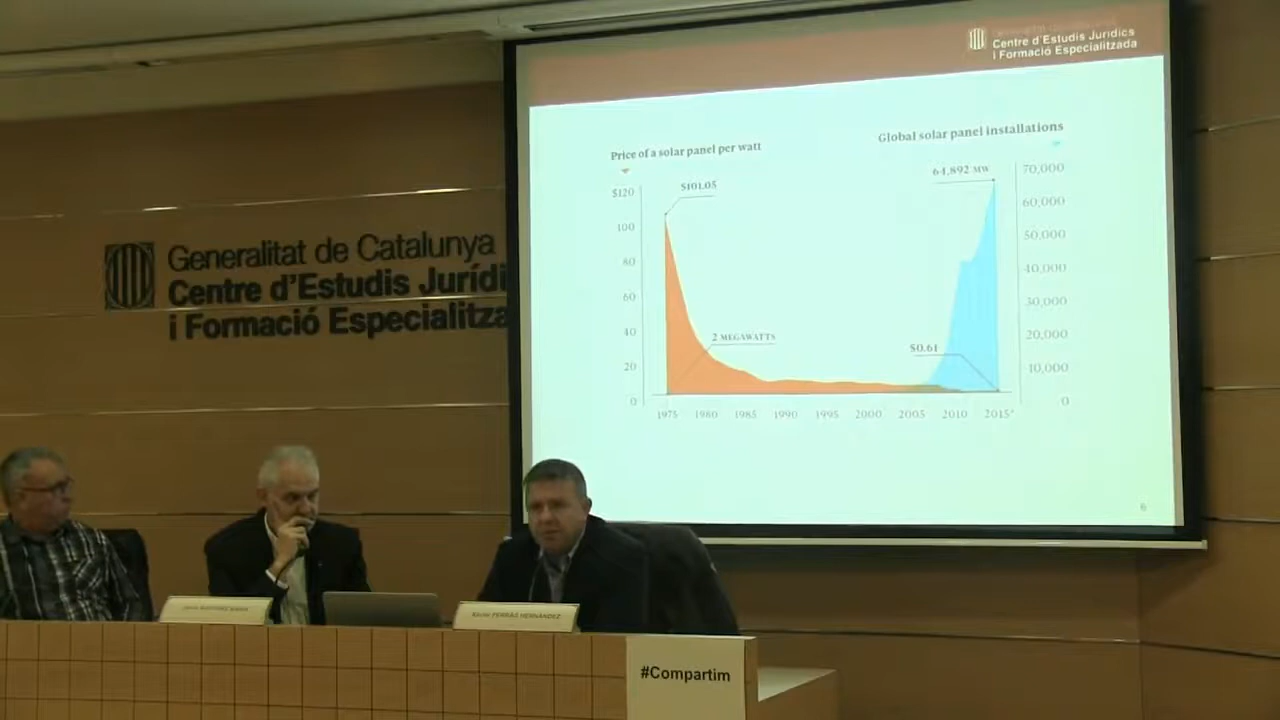 Centre d'Estudis Jurídics
i Formació Especialitzada
Price of a solar panel per watt
Global solar panel installations
$120
100
80
60
40
20
0
$101.05
2 MEGAWATTS
64,892 MW
$0.61
70,000
60,000
50,000
40,000
30,000
20,000
10,000
0
1975 1980 1985 1990 1995 2000 2005 2010 2015*
6
Generalitat de Catalunya
Centre d'Estudis Jurídi
i Formació Especialitza
Xavier FERRÀS HERNÁNDEZ
#Compartim